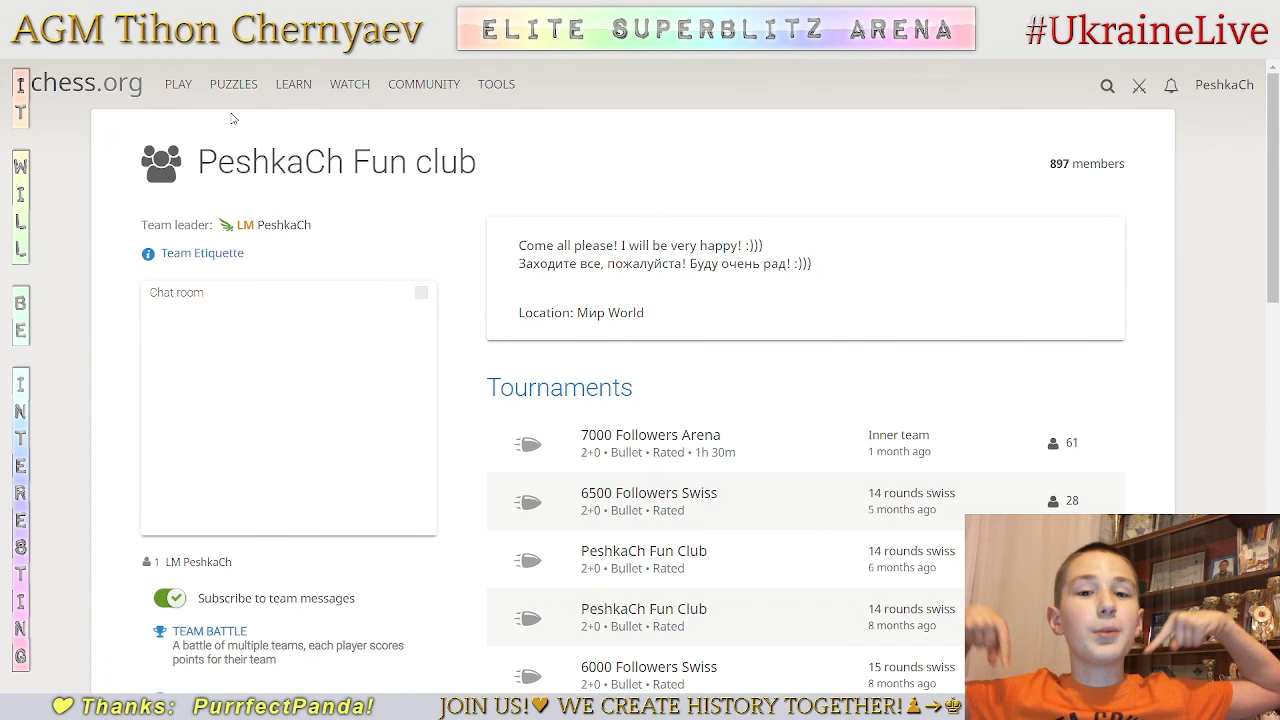 AGM Tihon Chernyaev
ELITE SUPERBLITZ ARENA
#UkraineLive
IT WILL BE INTERESTING
chess.org PLAY PUZZLES LEARN WATCH COMMUNITY TOOLS PeshkaCh
PeshkaCh Fun club
897 members
Team leader: LM PeshkaCh
Team Etiquette
Chat room
1 LM PeshkaCh
Subscribe to team messages
TEAM BATTLE
A battle of multiple teams, each player scores
points for their team
Come all please! I will be very happy! :)))
Заходите все, пожалуйста! Буду очень рад! :)))
Location: Мир World
Tournaments
7000 Followers Arena Inner team 61
2+0 • Bullet • Rated • 1h 30m 1 month ago
6500 Followers Swiss 14 rounds swiss 28
2+0 • Bullet • Rated 5 months ago
PeshkaCh Fun Club 14 rounds swiss
2+0 • Bullet • Rated 6 months ago
PeshkaCh Fun Club 14 rounds swiss
2+0 • Bullet • Rated 8 months ago
6000 Followers Swiss 15 rounds swiss
2+0 • Bullet • Rated 8 months ago
Thanks: PurrfectPanda!
JOIN US! WE CREATE HISTORY TOGETHER!